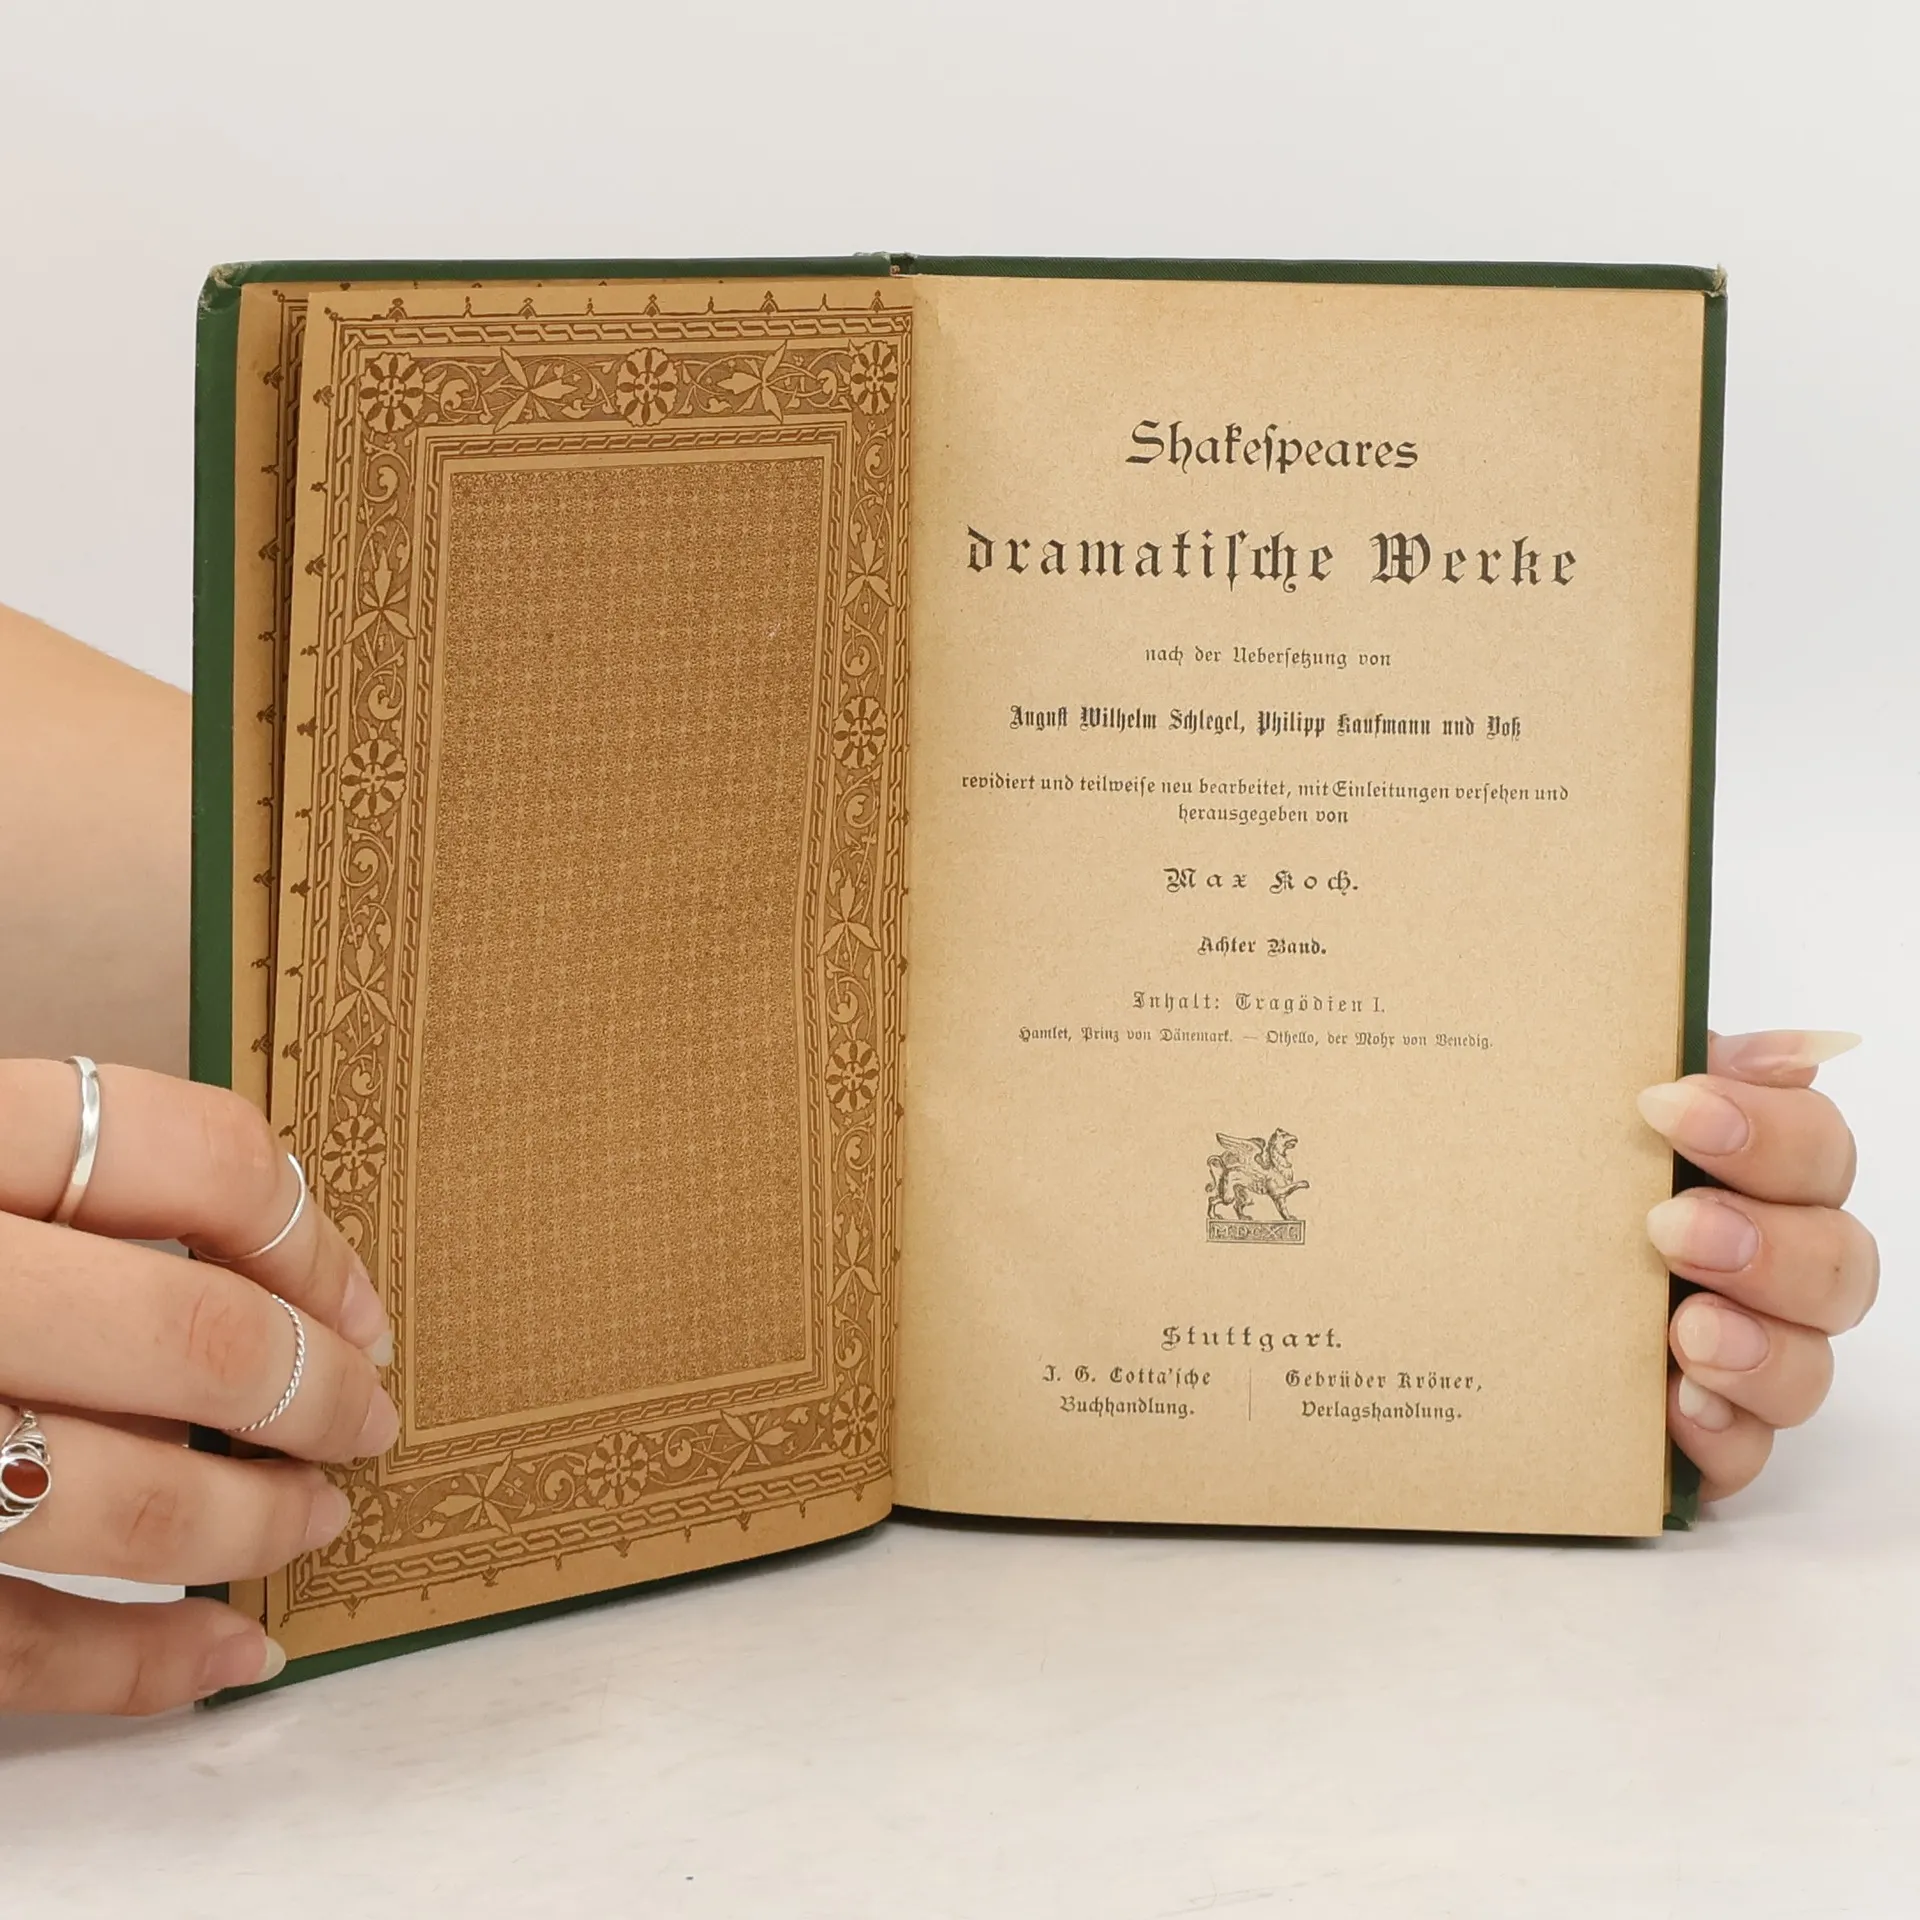 Shakeſpeares
dramatiſche Werke
nach der Ueberſetzung von
Auguſt Wilhelm Schlegel, Philipp Kaufmann und Voß
revidiert und teilweiſe neu bearbeitet, mit Einleitungen verſehen und
herausgegeben von
Max Koch.
Achter Band.
Inhalt: Tragödien I.
Hamlet, Prinz von Dänemark. — Othello, der Mohr von Venedig.
MDCXL
Stuttgart.
J. G. Cotta'ſche
Buchhandlung.
Gebrüder Kröner,
Verlagshandlung.